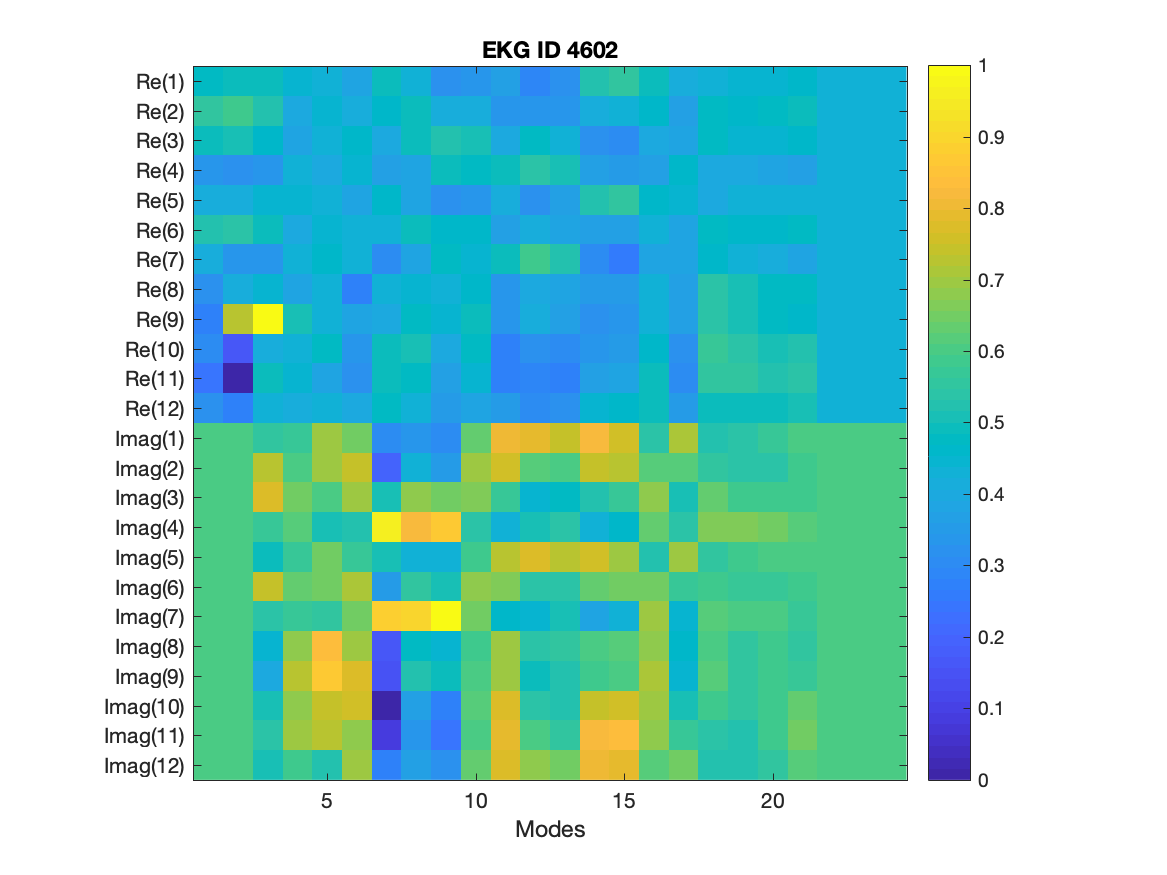 EKG ID 4602
Re(1)
Re(2)
Re(3)
Re(4)
Re(5)
Re(6)
Re(7)
Re(8)
Re(9)
Re(10)
Re(11)
Re(12)
Imag(1)
Imag(2)
Imag(3)
Imag(4)
Imag(5)
Imag(6)
Imag(7)
Imag(8)
Imag(9)
Imag(10)
Imag(11)
Imag(12)
5 10 15 20
Modes
1
0.9
0.8
0.7
0.6
0.5
0.4
0.3
0.2
0.1
0